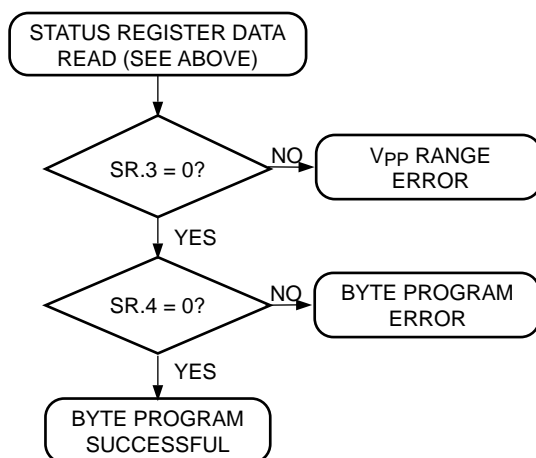 STATUS REGISTER DATA
READ (SEE ABOVE)
SR.3 = 0?
NO
VPP RANGE
ERROR
YES
SR.4 = 0?
NO
BYTE PROGRAM
ERROR
YES
BYTE PROGRAM
SUCCESSFUL